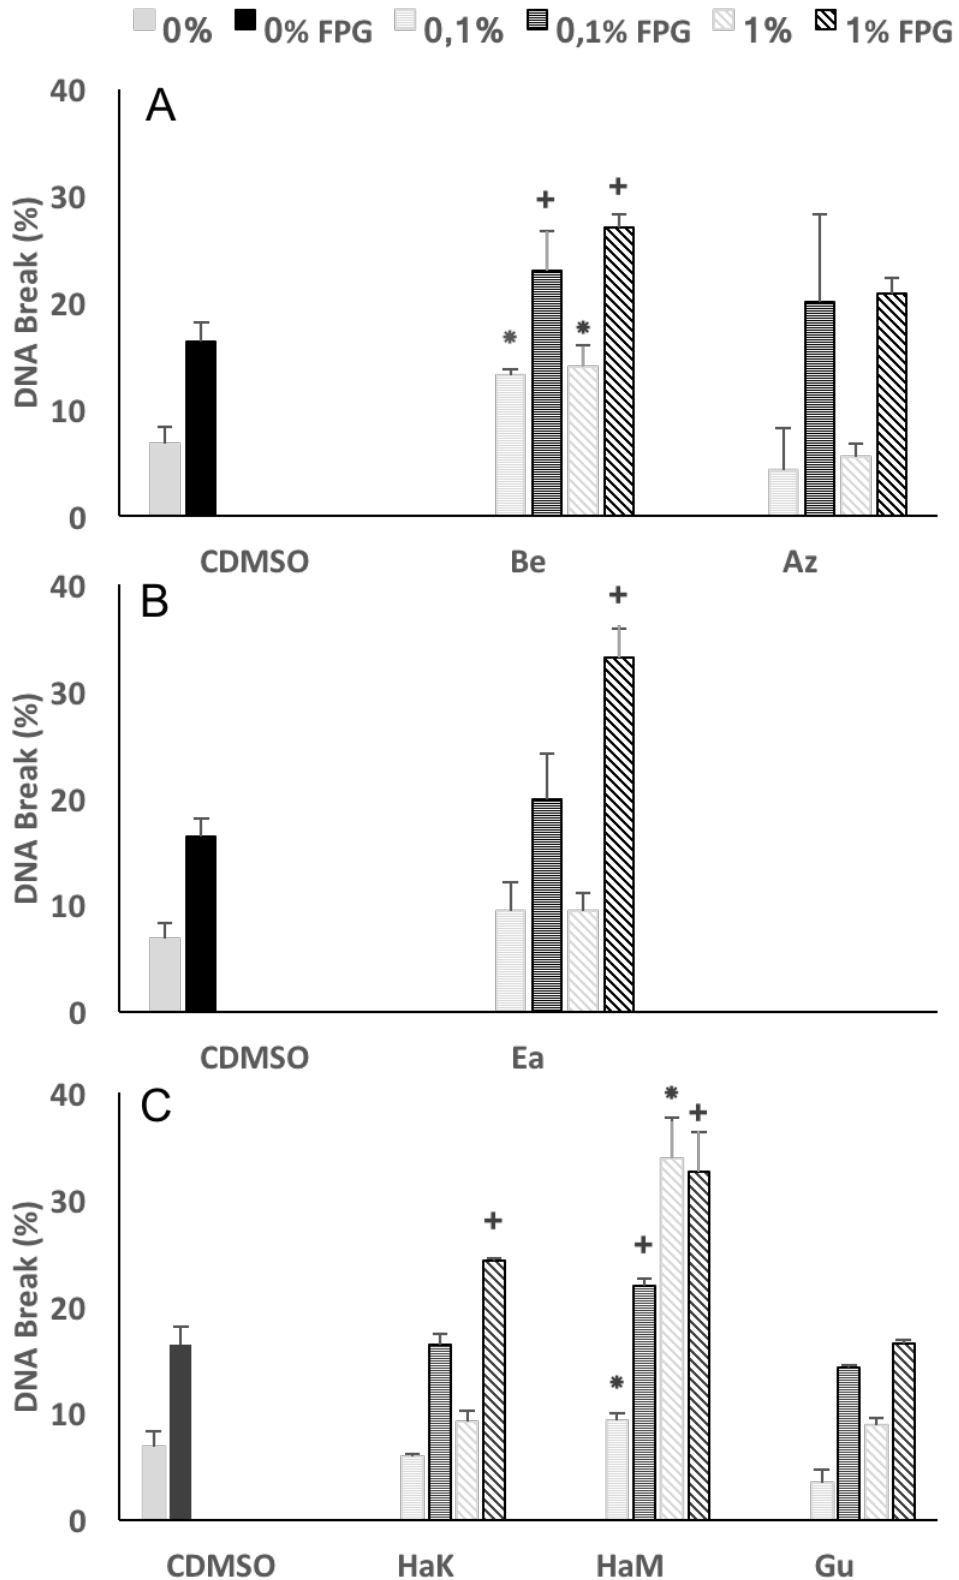 0% 0% FPG 0,1% 0,1% FPG 1% 1% FPG
A
DNA Break (%)
40
30
20
10
0
* + * +
CDMSO Be Az
B
DNA Break (%)
40
30
20
10
0
+
CDMSO Ea
C
DNA Break (%)
40
30
20
10
0
+ * + * +
CDMSO HaK HaM Gu